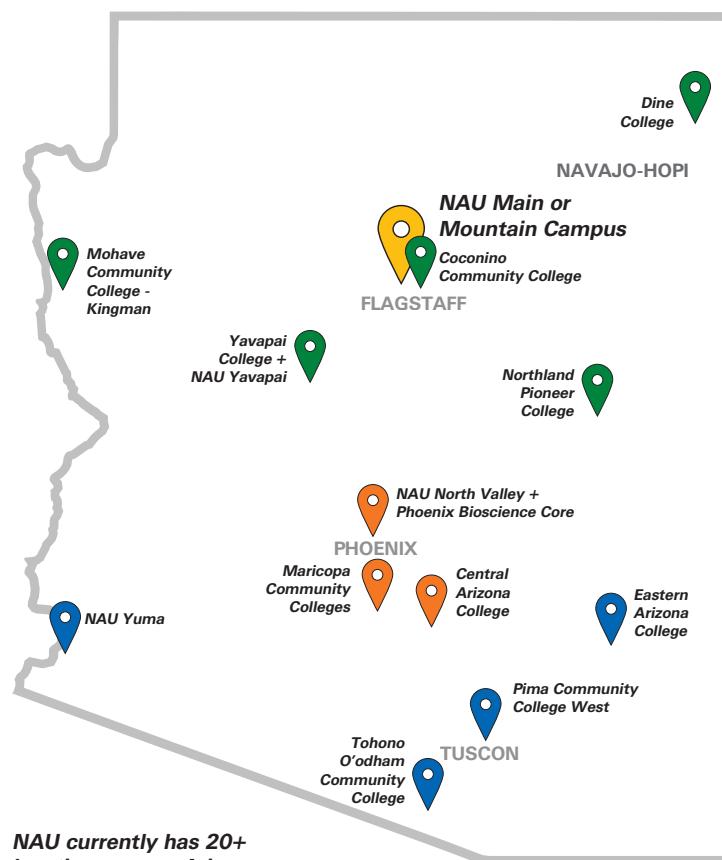 Dine
College
NAVAJO-HOPI
NAU Main or
Mountain Campus
Mohave
Community
College -
Kingman
Coconino
Community College
FLAGSTAFF
Yavapai
College +
NAU Yavapai
Northland
Pioneer
College
NAU North Valley +
Phoenix Bioscience Core
PHOENIX
Maricopa
Community
Colleges
Central
Arizona
College
Eastern
Arizona
College
NAU Yuma
Pima Community
College West
TUSCON
Tohono
O'odham
Community
College
NAU currently has 20+